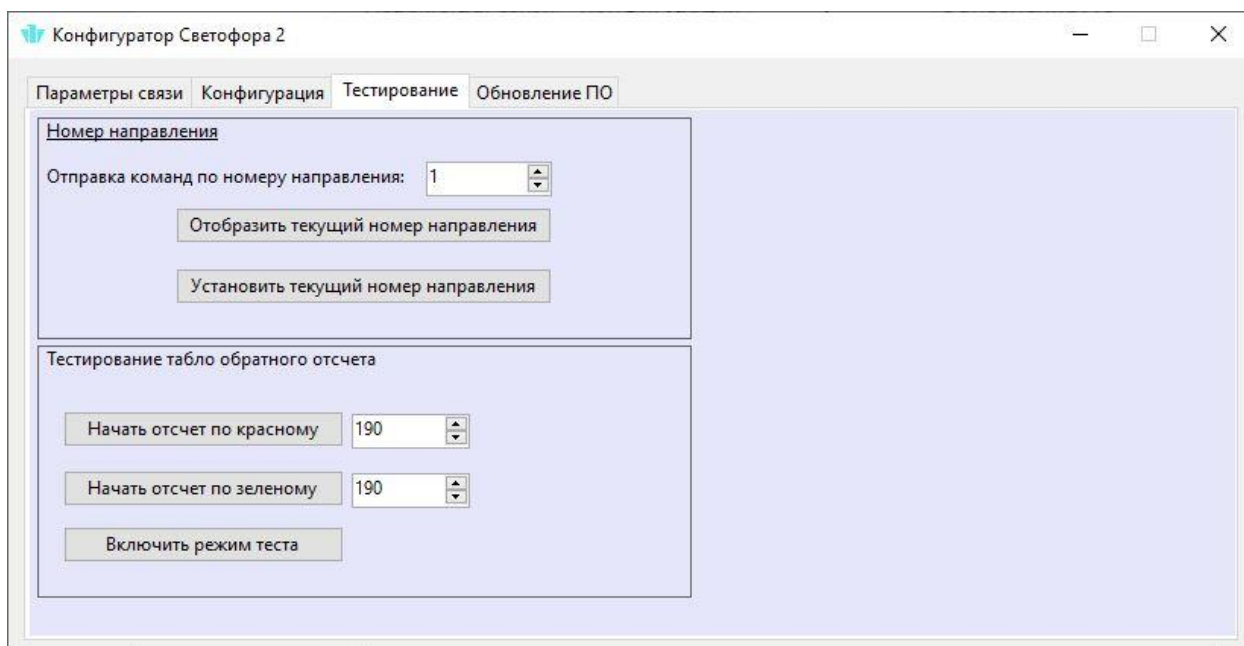 Конфигуратор Светофора 2
Параметры связи Конфигурация Тестирование Обновление ПО
Номер направления
Отправка команд по номеру направления: 1
Отобразить текущий номер направления
Установить текущий номер направления
Тестирование табло обратного отсчета
Начать отсчет по красному 190
Начать отсчет по зеленому 190
Включить режим теста